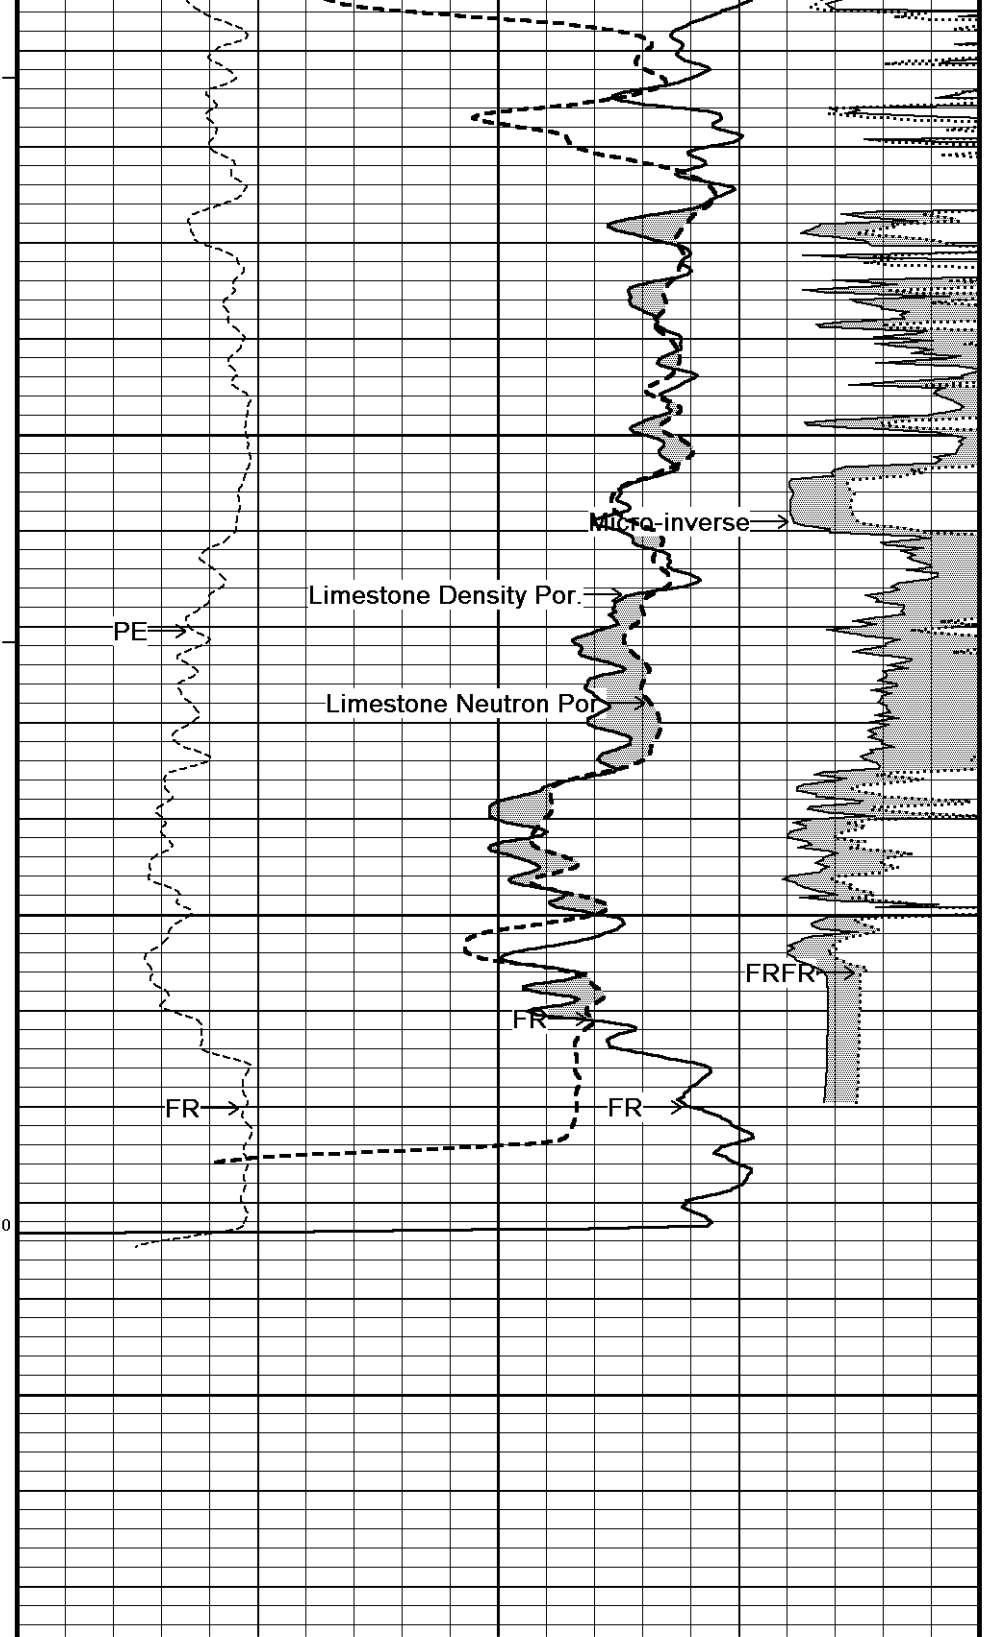 Micro-inverse
Limestone Density Por.
PE
Limestone Neutron Por
FRFR
FR
FR
FR
0